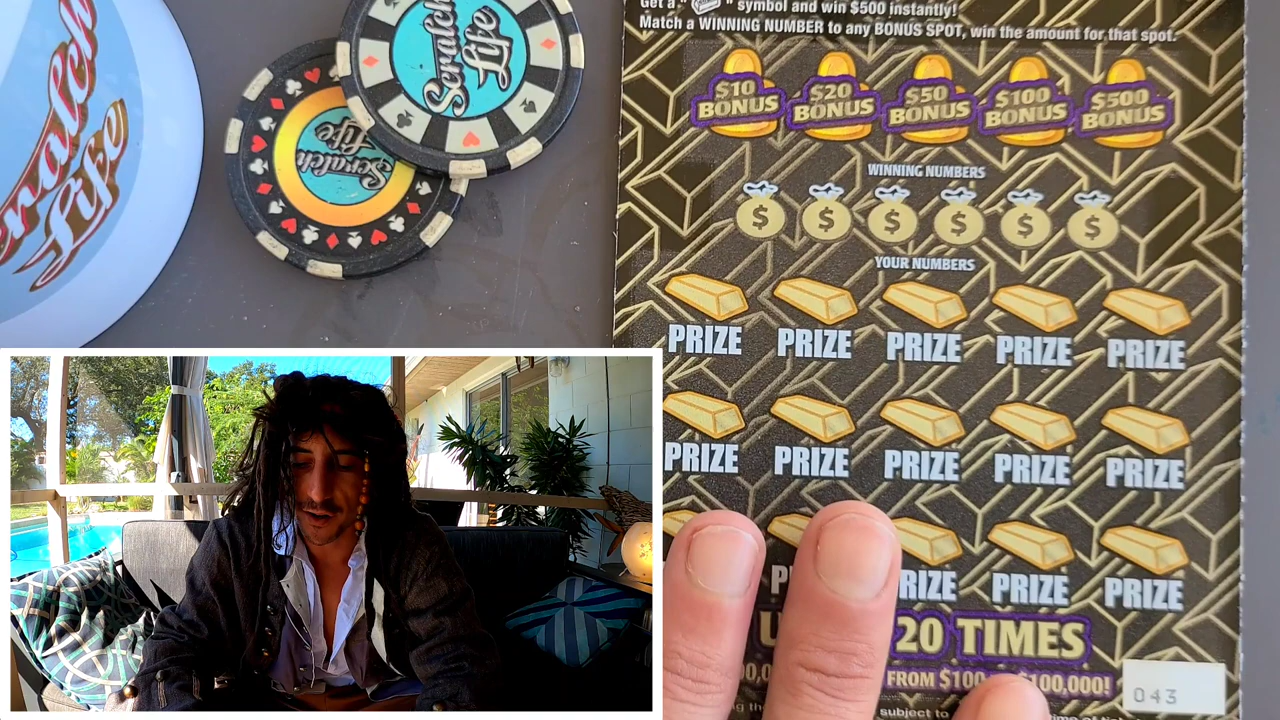 Get a " " symbol and win $500 instantly!
Match a WINNING NUMBER to any BONUS SPOT, win the amount for that spot.
$10 BONUS
$20 BONUS
$50 BONUS
$100 BONUS
$500 BONUS
WINNING NUMBERS
$ $ $ $ $ $
YOUR NUMBERS
PRIZE PRIZE PRIZE PRIZE PRIZE
PRIZE PRIZE PRIZE PRIZE PRIZE
PRIZE PRIZE PRIZE
20 TIMES
FROM $100 $100,000!
043
subject to
Scratch Life
Scratch Life
Life